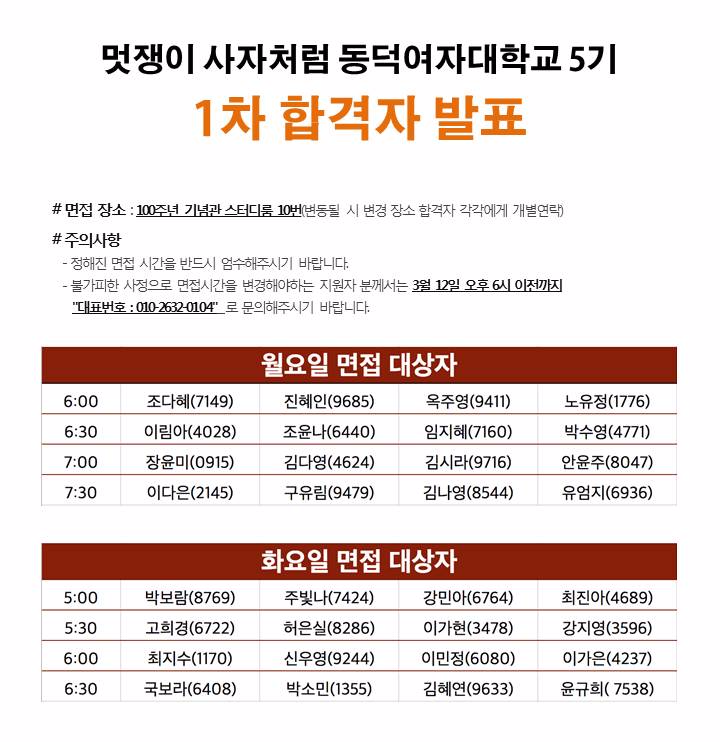 멋쟁이 사자처럼 동덕여자대학교 5기
1차 합격자 발표
# 면접 장소 : 100주년 기념관 스터디룸 10번(변동될 시 변경 장소 합격자 각각에게 개별연락)
# 주의사항
- 정해진 면접 시간을 반드시 엄수해주시기 바랍니다.
- 불가피한 사정으로 면접시간을 변경해야하는 지원자 분께서는 3월 12일 오후 6시 이전까지
"대표번호 : 010-2632-0104" 로 문의해주시기 바랍니다.
월요일 면접 대상자
6:00 조다혜(7149) 진혜인(9685) 옥주영(9411) 노유정(1776)
6:30 이림아(4028) 조윤나(6440) 임지혜(7160) 박수영(4771)
7:00 장윤미(0915) 김다영(4624) 김시라(9716) 안윤주(8047)
7:30 이다은(2145) 구유림(9479) 김나영(8544) 유엄지(6936)
화요일 면접 대상자
5:00 박보람(8769) 주빛나(7424) 강민아(6764) 최진아(4689)
5:30 고희경(6722) 허은실(8286) 이가현(3478) 강지영(3596)
6:00 최지수(1170) 신우영(9244) 이민정(6080) 이가은(4237)
6:30 국보라(6408) 박소민(1355) 김혜연(9633) 윤규희( 7538)